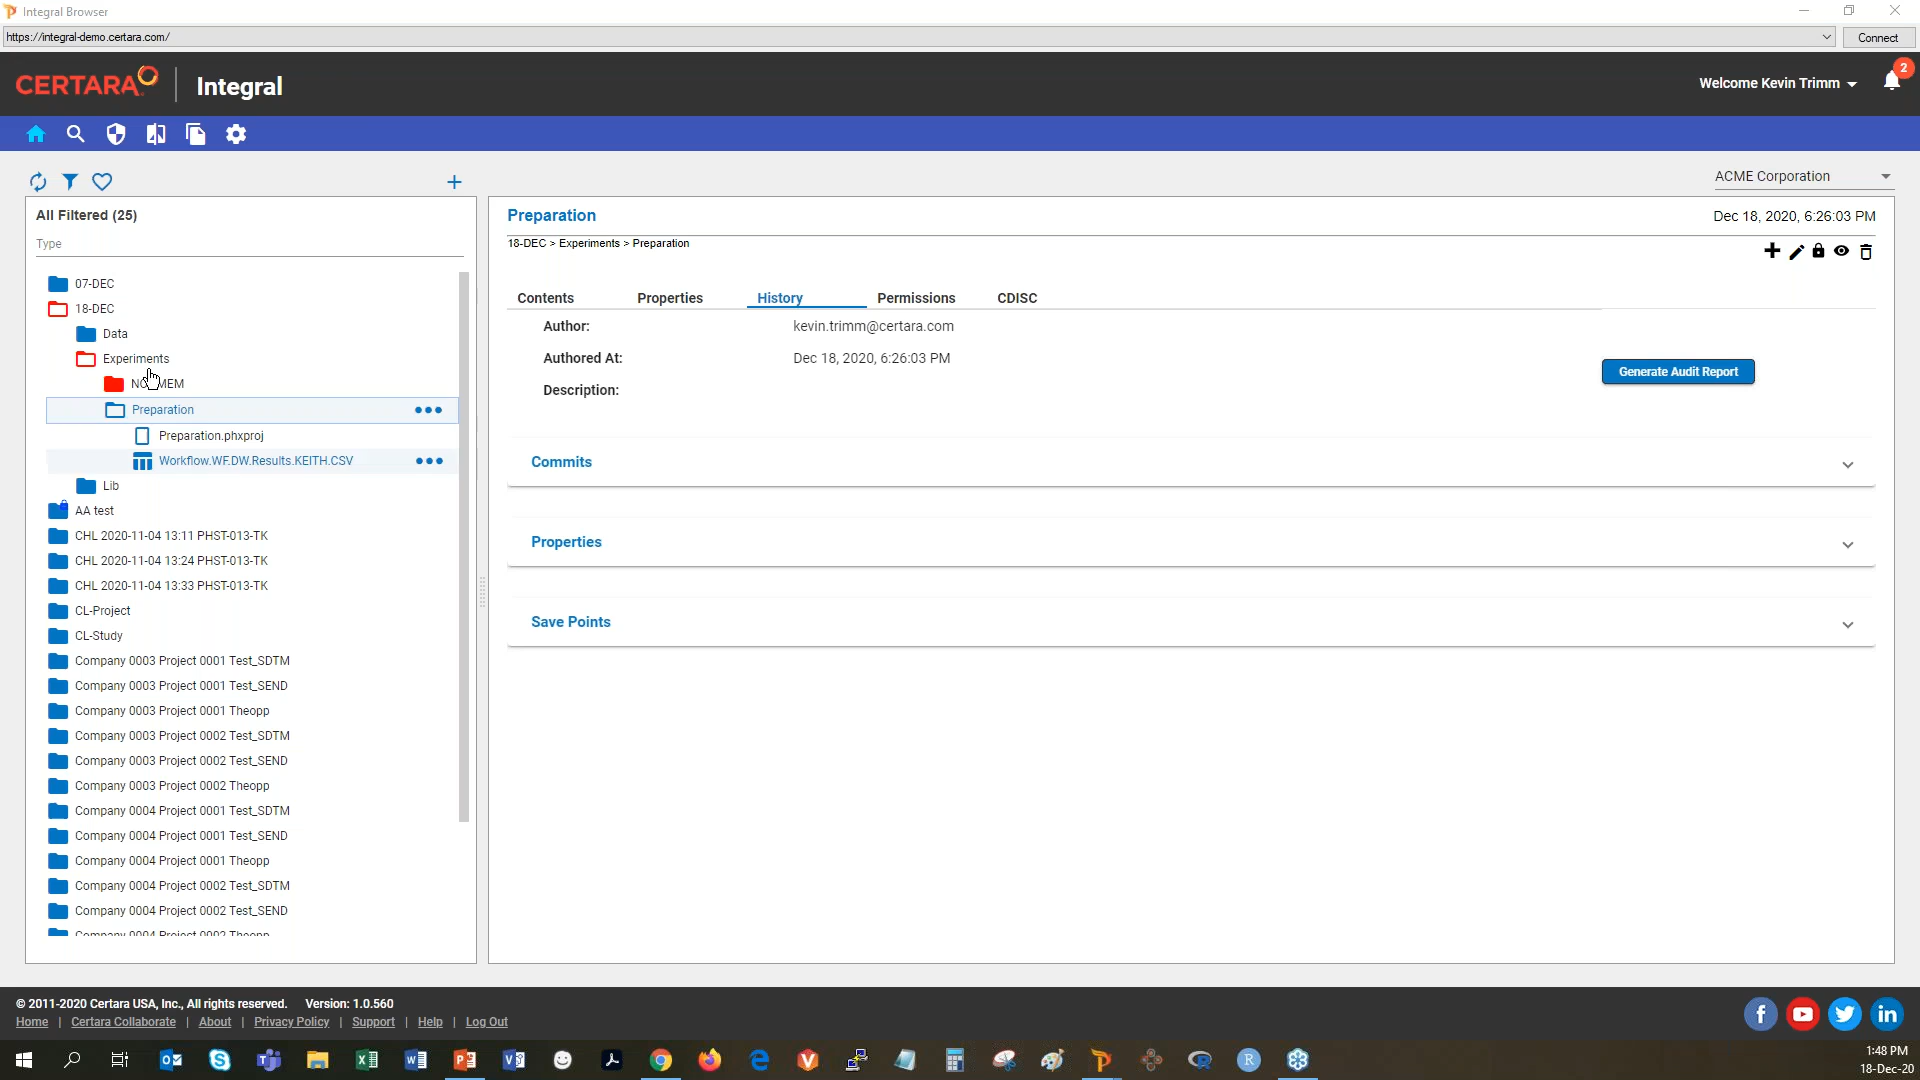 Integral Browser
https://integral-demo.certara.com/
Connect
CERTARA
Integral
Welcome Kevin Trimm
2
ACME Corporation
All Filtered (25)
Type
07-DEC
18-DEC
Data
Experiments
MEM
Preparation
Preparation.phxproj
Workflow.WF.DW.Results.KEITH.CSV
Lib
AA test
CHL 2020-11-04 13:11 PHST-013-TK
CHL 2020-11-04 13:24 PHST-013-TK
CHL 2020-11-04 13:33 PHST-013-TK
CL-Project
CL-Study
Company 0003 Project 0001 Test_SDTM
Company 0003 Project 0001 Test_SEND
Company 0003 Project 0001 Theopp
Company 0003 Project 0002 Test_SDTM
Company 0003 Project 0002 Test_SEND
Company 0003 Project 0002 Theopp
Company 0004 Project 0001 Test_SDTM
Company 0004 Project 0001 Test_SEND
Company 0004 Project 0001 Theopp
Company 0004 Project 0002 Test_SDTM
Company 0004 Project 0002 Test_SEND
Company 0004 Project 0002 Theopp
Preparation
Dec 18, 2020, 6:26:03 PM
18-DEC > Experiments > Preparation
Contents Properties History Permissions CDISC
Author: kevin.trimm@certara.com
Authored At: Dec 18, 2020, 6:26:03 PM
Description:
Generate Audit Report
Commits
Properties
Save Points
© 2011-2020 Certara USA, Inc., All rights reserved. Version: 1.0.560
Home | Certara Collaborate | About | Privacy Policy | Support | Help | Log Out
1:48 PM
18-Dec-20